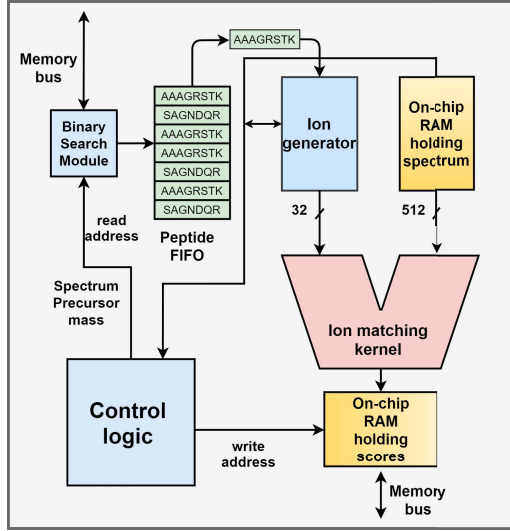 AAAGRSTK
Memory
bus
Binary
Search
Module
AAAGRSTK
SAGNDQR
AAAGRSTK
AAAGRSTK
SAGNDQR
AAAGRSTK
SAGNDQR
Peptide
FIFO
Ion
generator
On-chip
RAM
holding
spectrum
32
512
read
address
Spectrum
Precursor
mass
Ion matching
kernel
Control
logic
write
address
On-chip
RAM
holding
scores
Memory
bus